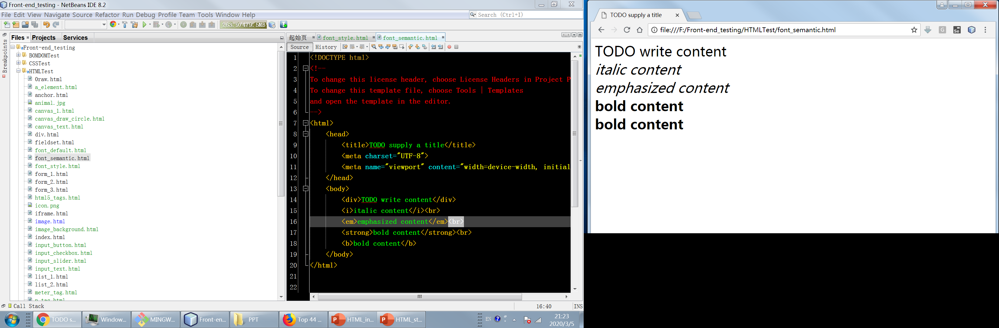 Front-end_testing - NetBeans IDE 8.2
File Edit View Navigate Source Refactor Run Debug Profile Team Tools Window Help
Search (Ctrl+I)
263.9/479.5MB
Breakpoints
Files Projects Services
Front-end_testing
BOMDOMTest
CSSTest
HTMLTest
0raw.html
a_element.html
anchor.html
animal.jpg
canvas_1.html
canvas_draw_circle.html
canvas_text.html
div.html
fieldset.html
font_default.html
font_semantic.html
font_style.html
form_1.html
form_2.html
form_3.html
html5_tags.html
icon.png
iframe.html
image.html
image_background.html
index.html
input_button.html
input_checkbox.html
input_slider.html
input_text.html
list_1.html
list_2.html
meter_tag.html
p_tag.html
起始页 font_style.html font_semantic.html
Source History
1 <!DOCTYPE html>
2 <!--
3 To change this license header, choose License Headers in Project P
4 To change this template file, choose Tools | Templates
5 and open the template in the editor.
6 -->
7 <html>
8 <head>
9 <title>TODO supply a title</title>
10 <meta charset="UTF-8">
11 <meta name="viewport" content="width=device-width, initial
12 </head>
13 <body>
14 <div>TODO write content</div>
15 <i>italic content</i><br>
16 <em>emphasized content</em><br>
17 <strong>bold content</strong><br>
18 <b>bold content</b>
19 </body>
20 </html>
21
22
Call Stack
16:40 INS
TODO s... Window... MINGW... Front-en... PPT Top 44 ... HTML_in... HTML_st...
EN
21:23
2020/3/5
TODO supply a title
file:///F:/Front-end_testing/HTMLTest/font_semantic.html
G Se
TODO write content
italic content
emphasized content
bold content
bold content